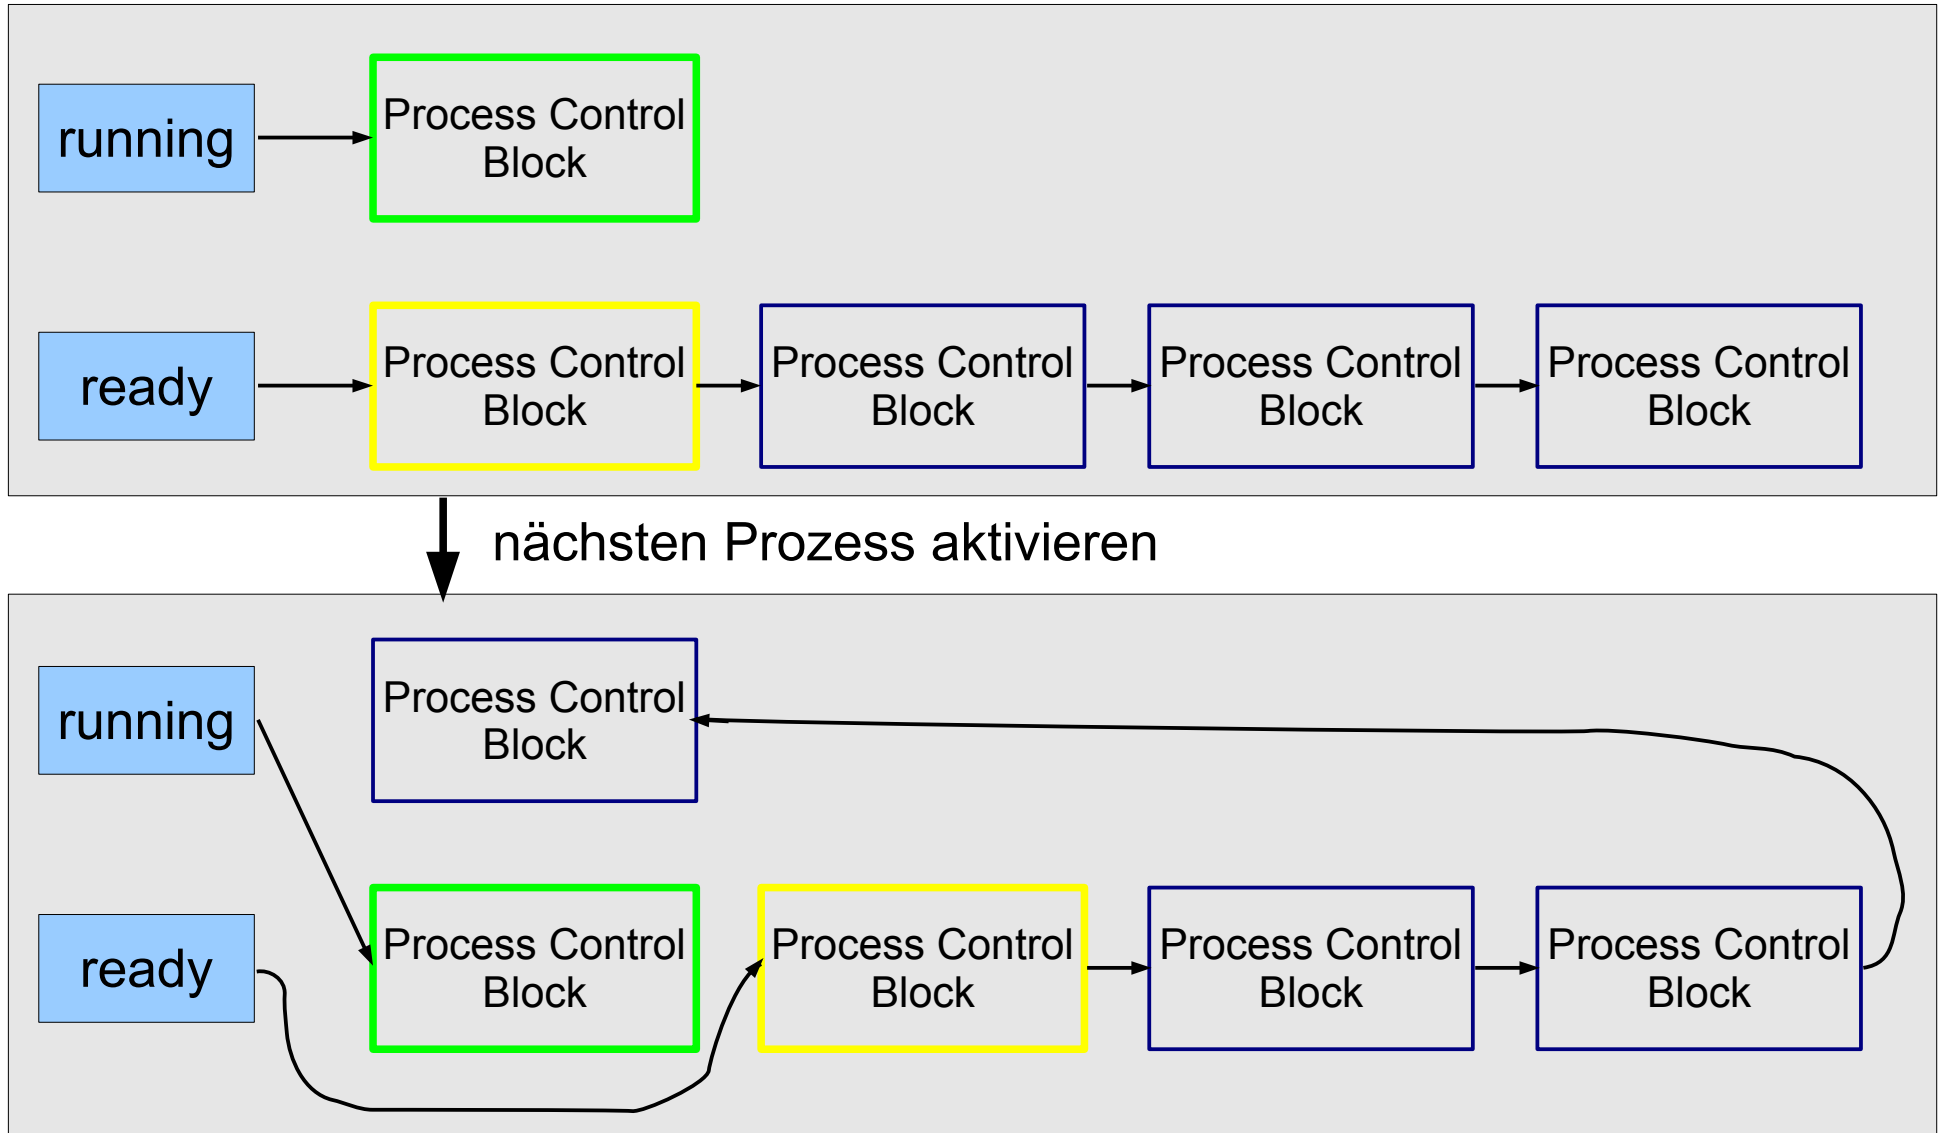 running
Process Control
Block
ready
Process Control
Block
Process Control
Block
Process Control
Block
Process Control
Block
nächsten Prozess aktivieren
running
Process Control
Block
ready
Process Control
Block
Process Control
Block
Process Control
Block
Process Control
Block